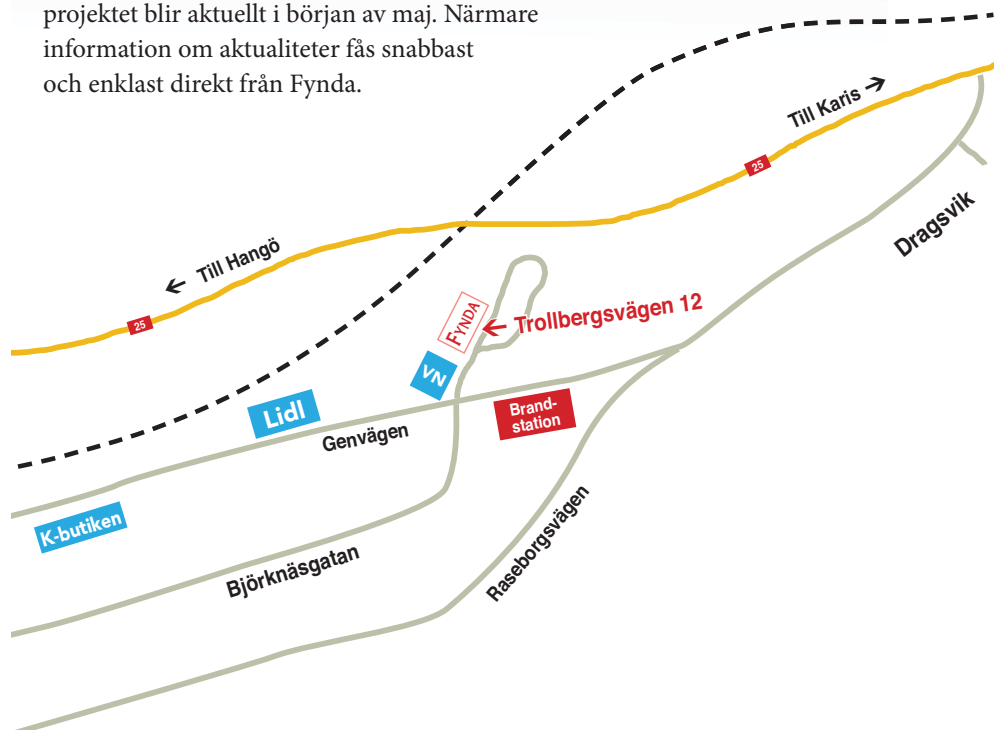 projektet blir aktuellt i början av maj. Närmare
information om aktualiteter fås snabbast
och enklast direkt från Fynda.
Till Karis →
25
Dragsvik
← Till Hangö
25
FYNDA
← Trollbergsvägen 12
VN
Lidl
Brand-
station
Genvägen
K-butiken
Björknäsgatan
Raseborgsvägen